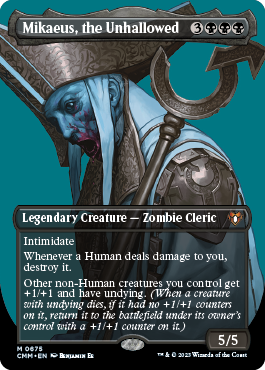 Mikaeus, the Unhallowed 3
Legendary Creature — Zombie Cleric
Intimidate
Whenever a Human deals damage to you,
destroy it.
Other non-Human creatures you control get
+1/+1 and have undying. (When a creature
with undying dies, if it had no +1/+1 counters
on it, return it to the battlefield under its owner's
control with a +1/+1 counter on it.)
5/5
M 0675
CMM • EN Benjamin Ee
™ & © 2023 Wizards of the Coast